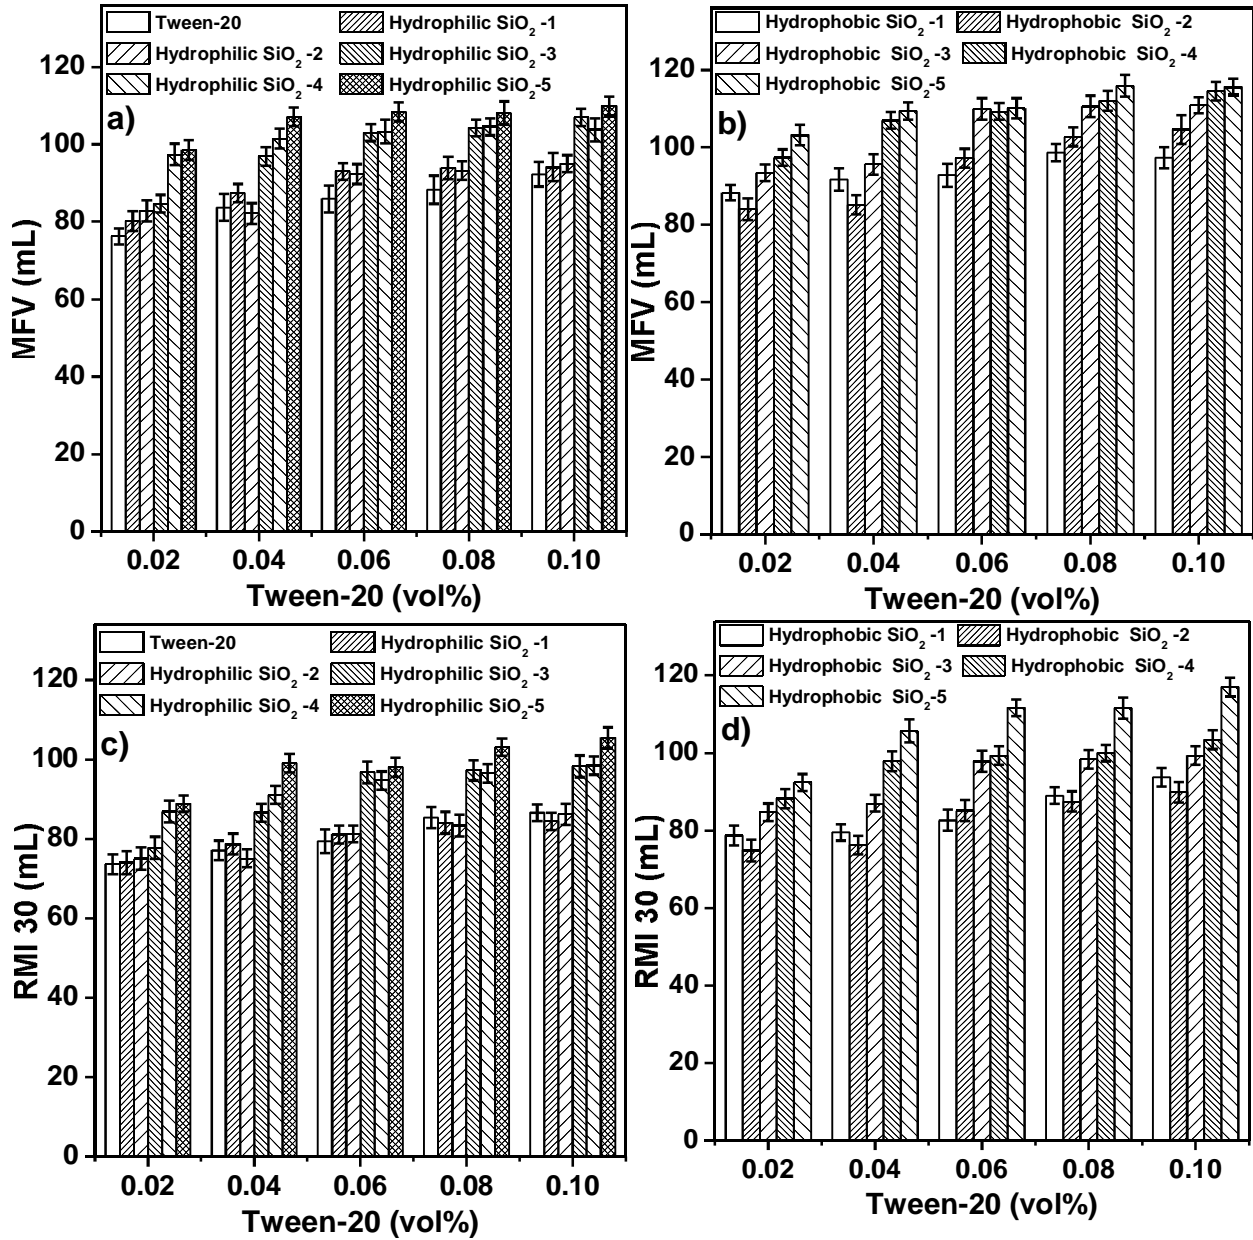 Tween-20
Hydrophilic SiO2-1
Hydrophilic SiO2-2
Hydrophilic SiO2-3
Hydrophilic SiO2-4
Hydrophilic SiO2-5
a)
MFV (mL)
120
100
80
60
40
20
0
0.02 0.04 0.06 0.08 0.10
Tween-20 (vol%)
Hydrophobic SiO2-1
Hydrophobic SiO2-2
Hydrophobic SiO2-3
Hydrophobic SiO2-4
Hydrophobic SiO2-5
b)
MFV (mL)
120
100
80
60
40
20
0
0.02 0.04 0.06 0.08 0.10
Tween-20 (vol%)
Tween-20
Hydrophilic SiO2-1
Hydrophilic SiO2-2
Hydrophilic SiO2-3
Hydrophilic SiO2-4
Hydrophilic SiO2-5
c)
RMI 30 (mL)
120
100
80
60
40
20
0
0.02 0.04 0.06 0.08 0.10
Tween-20 (vol%)
Hydrophobic SiO2-1
Hydrophobic SiO2-2
Hydrophobic SiO2-3
Hydrophobic SiO2-4
Hydrophobic SiO2-5
d)
RMI 30 (mL)
120
100
80
60
40
20
0
0.02 0.04 0.06 0.08 0.10
Tween-20 (vol%)